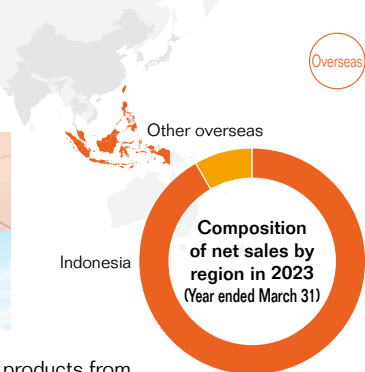 Overseas
Other overseas
Composition
of net sales by
region in 2023
(Year ended March 31)
Indonesia
products from